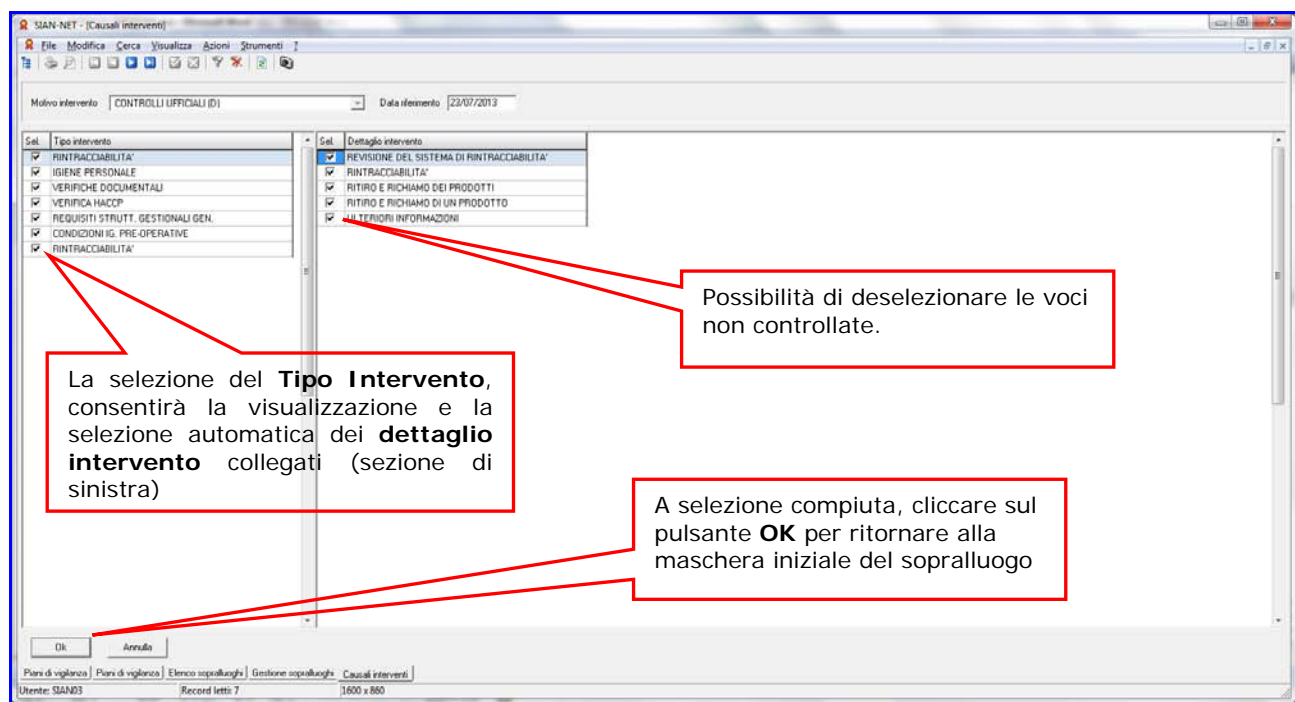 SIAN-NET - [Causali interventi]
File Modifica Cerca Visualizza Azioni Strumenti ?
Motivo intervento CONTROLLI UFFICIALI (D) Data riferimento 23/07/2013
Sel. Tipo intervento
RINTRACCIABILITA'
IGIENE PERSONALE
VERIFICHE DOCUMENTALI
VERIFICA HACCP
REQUISITI STRUTT. GESTIONALI GEN.
CONDIZIONI IG. PRE-OPERATIVE
RINTRACCIABILITA'
Sel. Dettaglio intervento
REVISIONE DEL SISTEMA DI RINTRACCIABILITA'
RINTRACCIABILITA'
RITIRO E RICHIAMO DEI PRODOTTI
RITIRO E RICHIAMO DI UN PRODOTTO
ULTERIORI INFORMAZIONI
Possibilità di deselezionare le voci
non controllate.
La selezione del Tipo Intervento,
consentirà la visualizzazione e la
selezione automatica dei dettaglio
intervento collegati (sezione di
sinistra)
A selezione compiuta, cliccare sul
pulsante OK per ritornare alla
maschera iniziale del sopralluogo
Ok Annulla
Piani di vigilanza Piani di vigilanza Elenco sopralluoghi Gestione sopralluoghi Causali interventi
Utente: SIAN03 Record letti: 7 1600 x 860